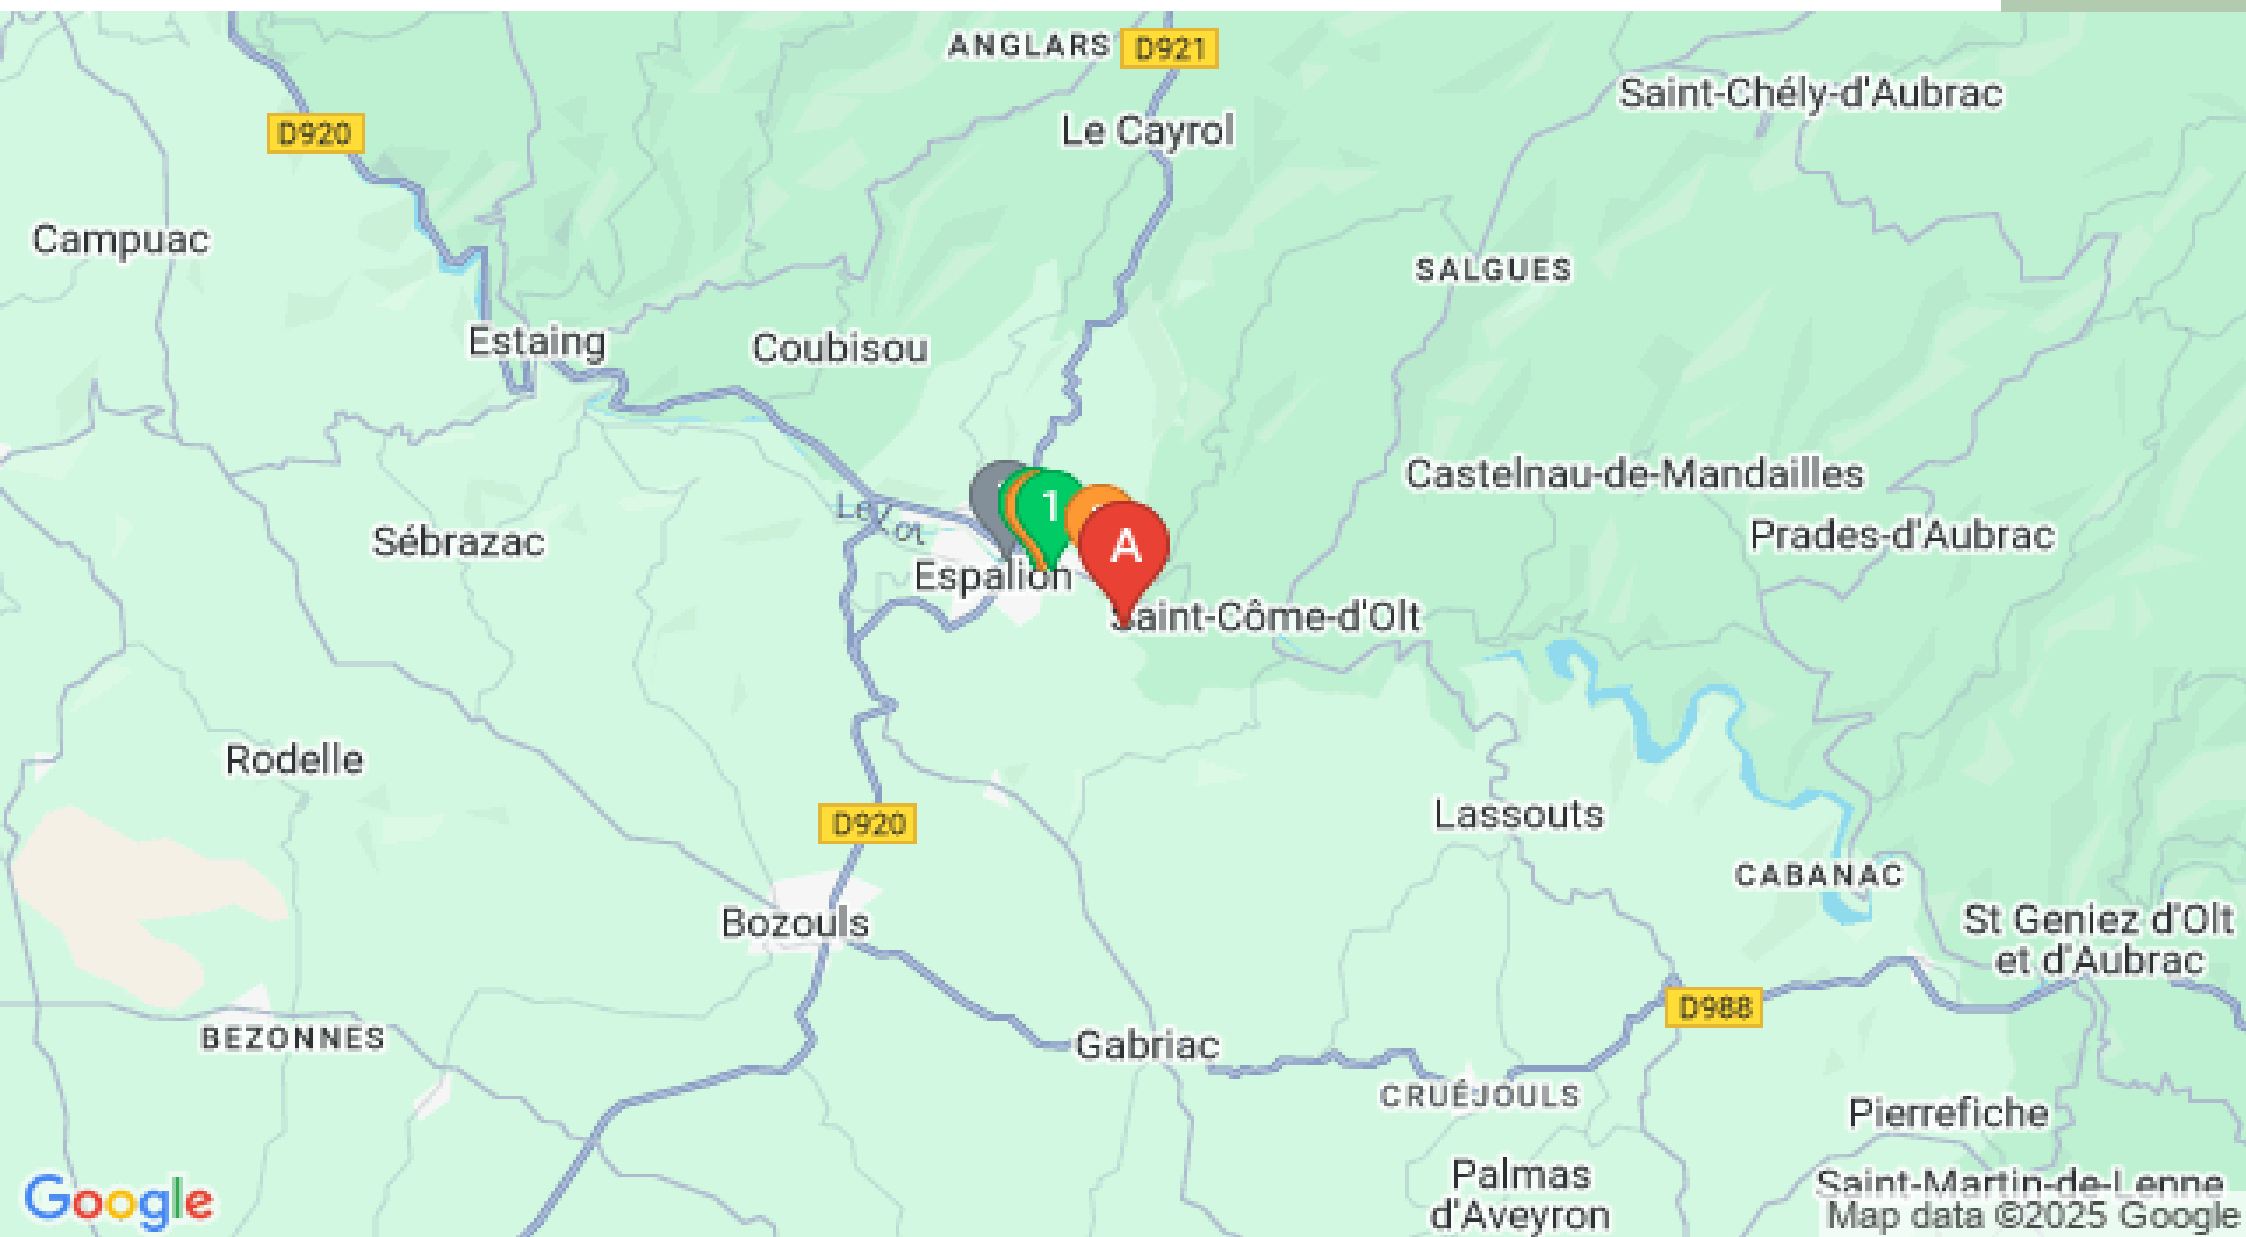 ANGLARS
D921
Saint-Chély-d'Aubrac
D920
Le Cayrol
Campuac
SALGUES
Estaing
Coubisou
Castelnau-de-Mandailles
1
Le Lot
Sébrazac
A
Prades-d'Aubrac
Espalion
Saint-Côme-d'Olt
Rodelle
D920
Lassouts
CABANAC
Bozouls
St Geniez d'Olt
et d'Aubrac
D988
BEZONNES
Gabriac
CRUÉJOULS
Pierrefiche
Palmas
d'Aveyron
Saint-Martin-de-Lenne
Google
Map data ©2025 Google